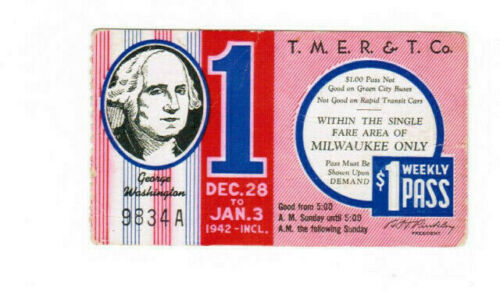 George
Washington
9834A
1
DEC. 28
TO
JAN. 3
1942 - INCL.
T. M. E. R. & T. Co.
$1.00 Pass Not
Good on Green City Buses
Not Good on Rapid Transit Cars
WITHIN THE SINGLE
FARE AREA OF
MILWAUKEE ONLY
Pass Must Be
Shown Upon
DEMAND
$1 WEEKLY
PASS
Good from 5:00
A. M. Sunday until 5:00
A.M. the following Sunday
PRESIDENT